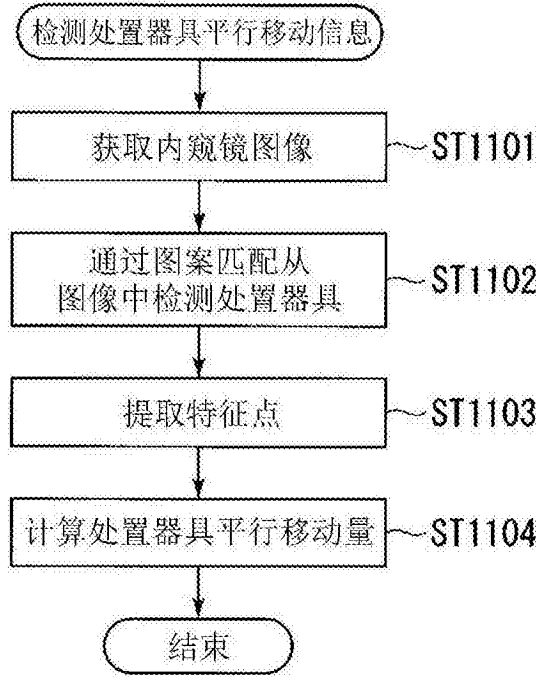 检测处置器具平行移动信息
获取内窥镜图像
ST1101
通过图案匹配从
图像中检测处置器具
ST1102
提取特征点
ST1103
计算处置器具平行移动量
ST1104
结束